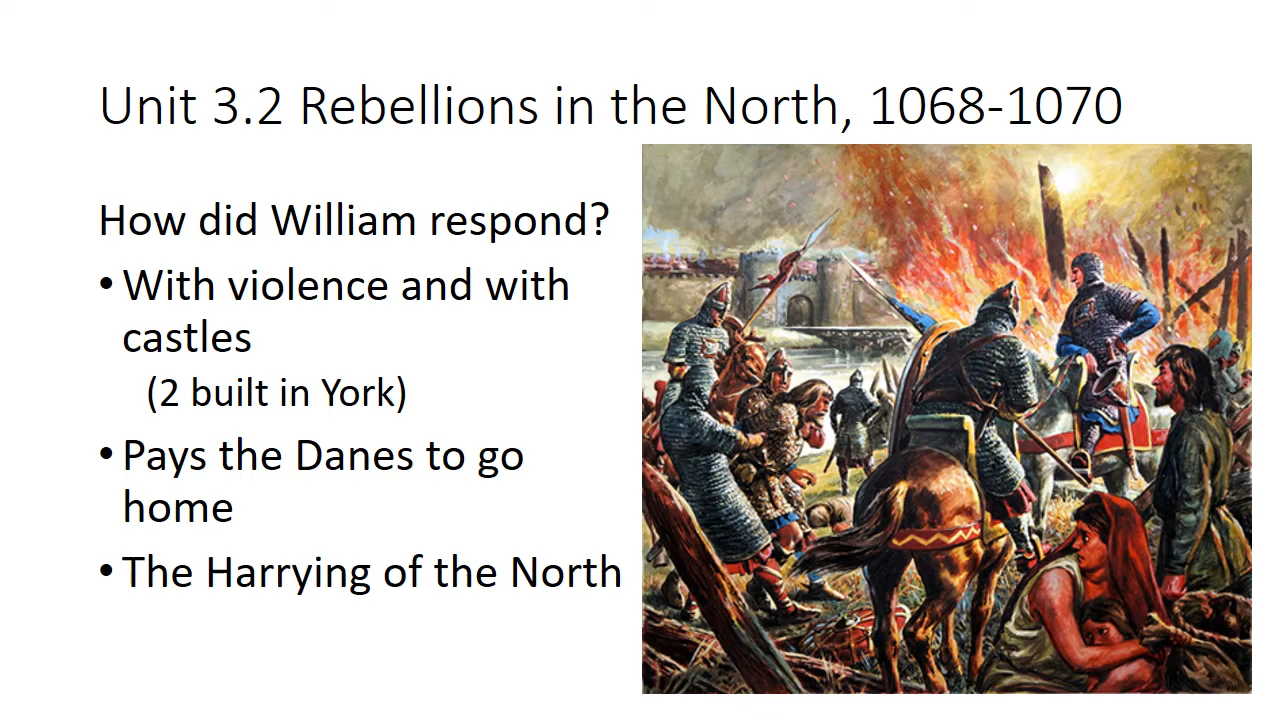 Unit 3.2 Rebellions in the North, 1068-1070
How did William respond?
• With violence and with
castles
(2 built in York)
• Pays the Danes to go
home
• The Harrying of the North